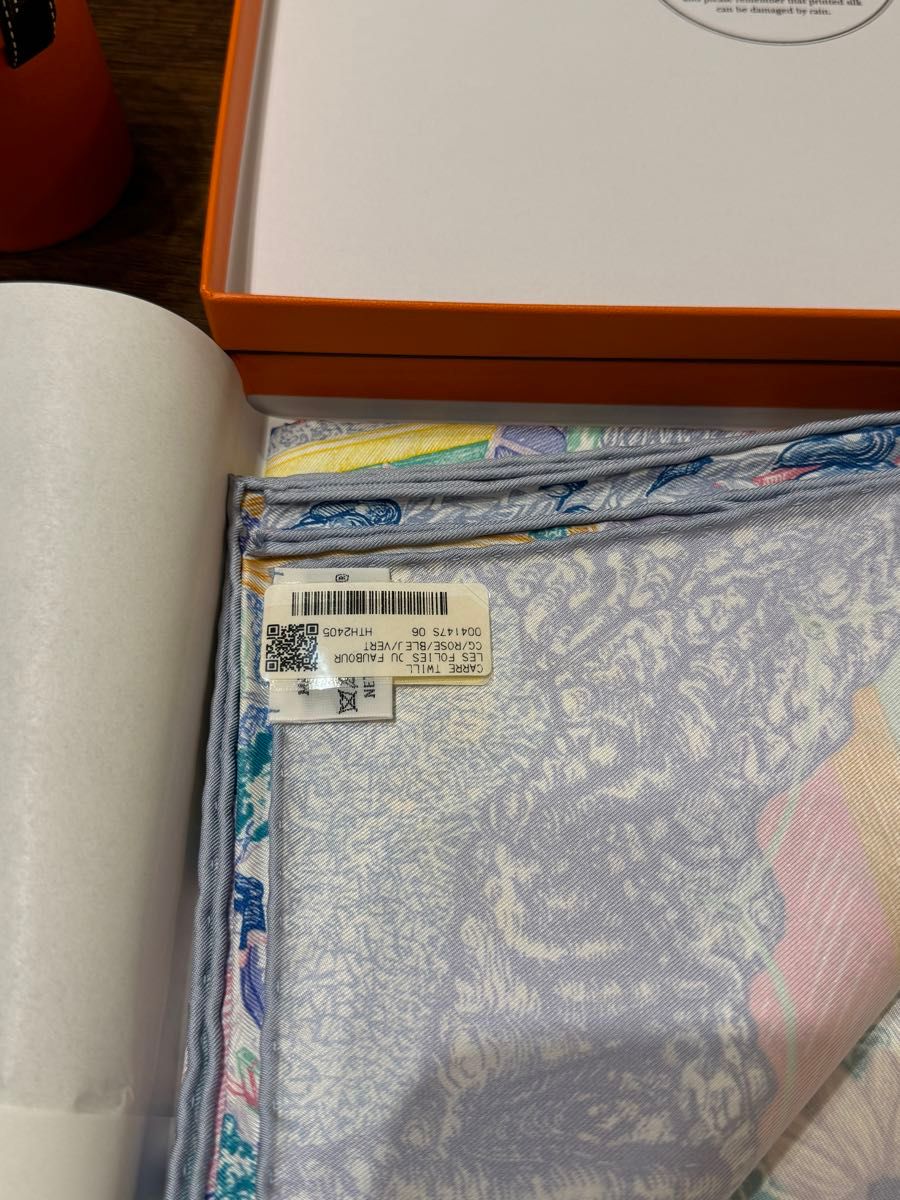 and please remember that printed silk
can be damaged by rain.
CARRE TWILL
LES FOLIES DU FAUBOUR
CG/ROSE/BLEJ/VERT
004147S 06 HTH2405
NE